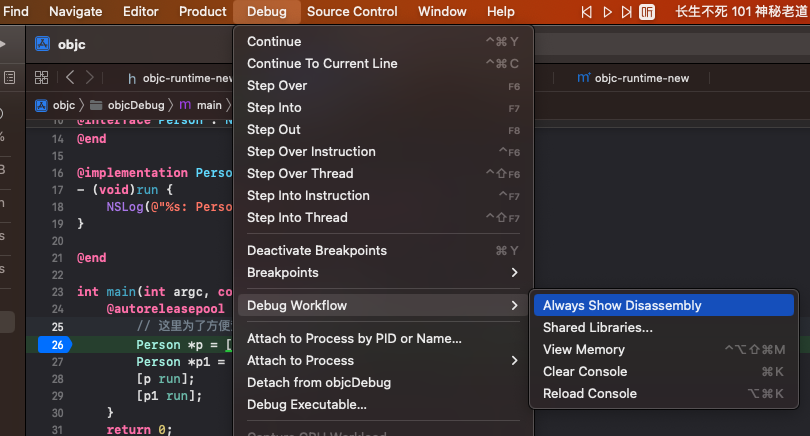 Find Navigate Editor Product Debug Source Control Window Help 长生不死 101 神秘老道
objc
h objc-runtime-new
m objc-runtime-new
objc objcDebug m main
Continue ⌃⌘Y
Continue To Current Line ⌃⌘C
Step Over F6
Step Into F7
Step Out F8
Step Over Instruction ⌃F6
Step Over Thread ⌃⇧F6
Step Into Instruction ⌃F7
Step Into Thread ⌃⇧F7
Deactivate Breakpoints ⌘Y
Breakpoints
Debug Workflow
Attach to Process by PID or Name...
Attach to Process
Detach from objcDebug
Debug Executable...
Always Show Disassembly
Shared Libraries...
View Memory ⌃⌥⇧⌘M
Clear Console ⌘K
Reload Console ⌥⌘K
@interface Person : N
14 @end
15
16 @implementation Perso
17 - (void)run {
18 NSLog(@"%s: Perso
19 }
20
21 @end
22
23 int main(int argc, co
24 @autoreleasepool
25 // 这里为了方便
26 Person *p = [
27 Person *p1 =
28 [p run];
29 [p1 run];
30 }
31 return 0;